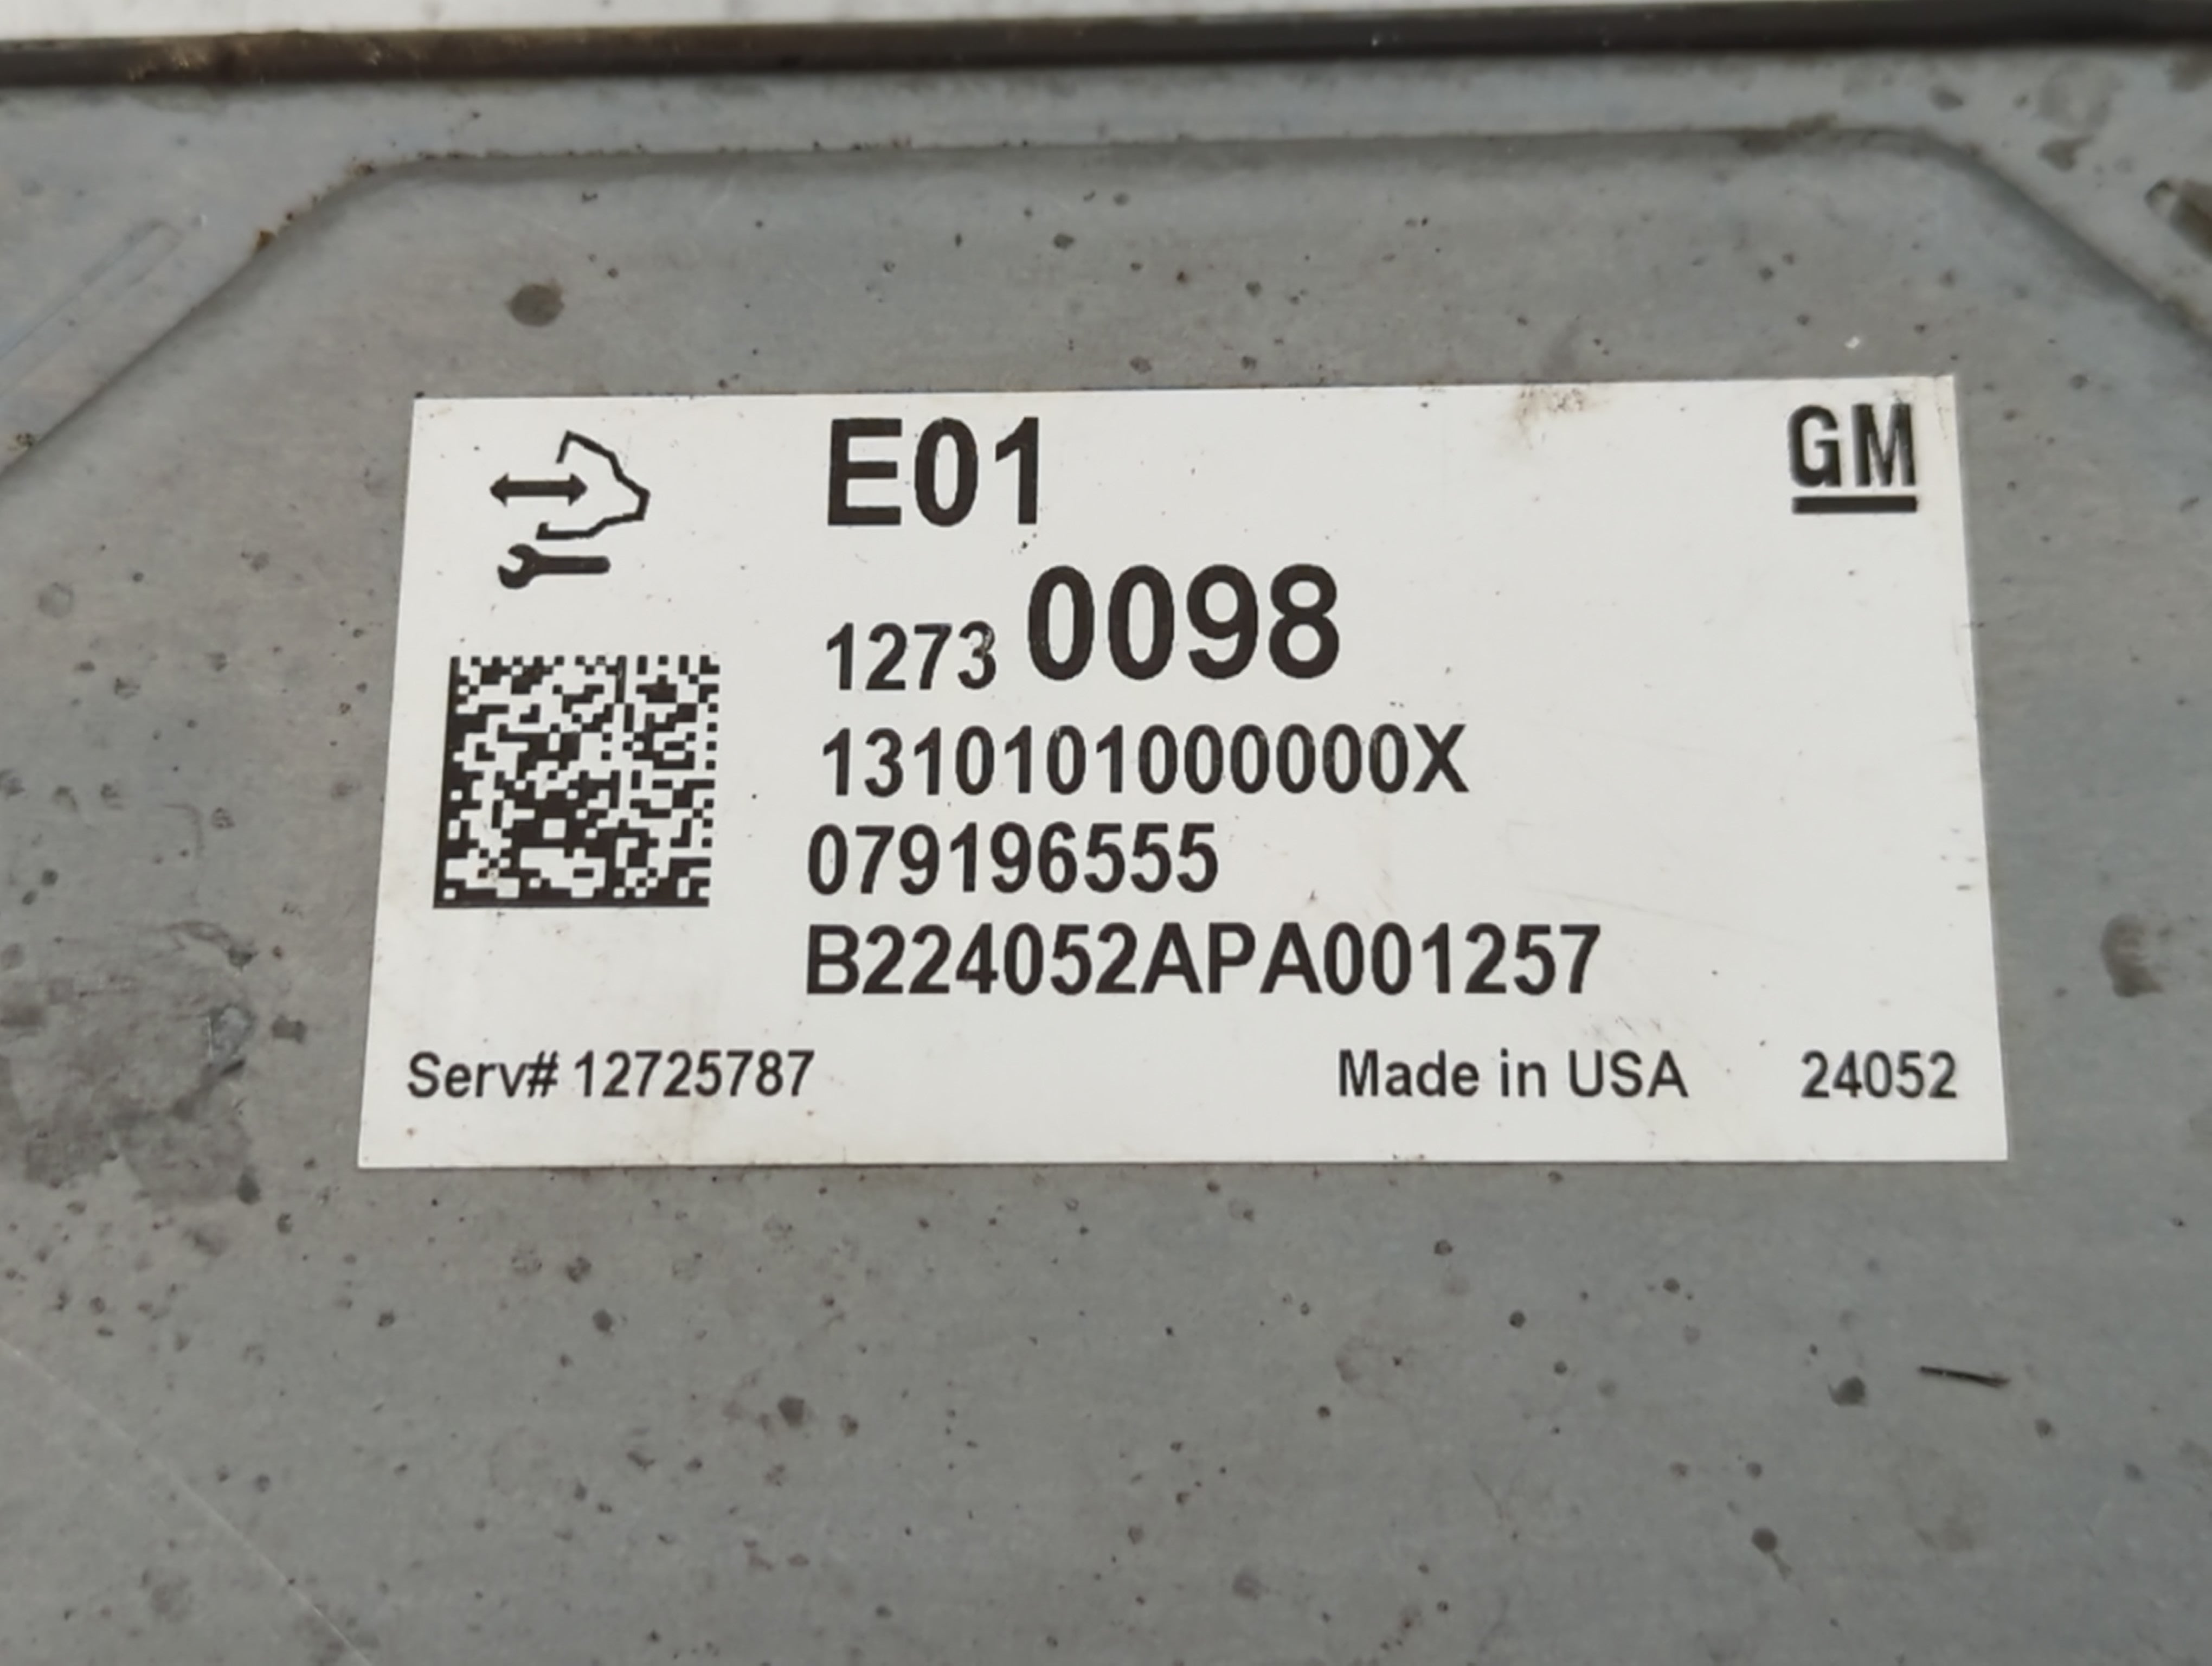 E01
GM
1273 0098
1310101000000X
079196555
B224052APA001257
Serv# 12725787
Made in USA 24052